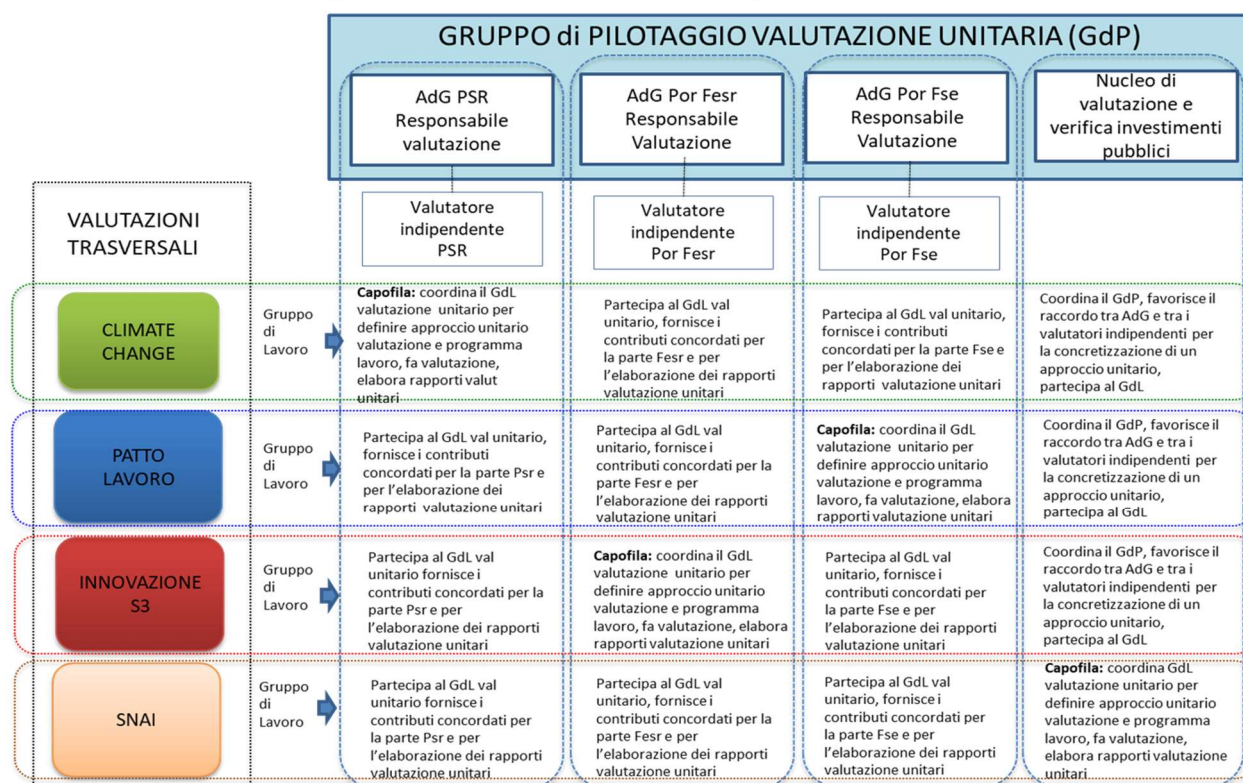 GRUPPO di PILOTAGGIO VALUTAZIONE UNITARIA (GdP)
AdG PSR
Responsabile
valutazione
AdG Por Fesr
Responsabile
Valutazione
AdG Por Fse
Responsabile
Valutazione
Nucleo di
valutazione e
verifica investimenti
pubblici
VALUTAZIONI
TRASVERSALI
Valutatore
indipendente
PSR
Valutatore
indipendente
Por Fesr
Valutatore
indipendente
Por Fse
CLIMATE
CHANGE
Gruppo
di
Lavoro
Capofila: coordina il GdL
valutazione unitario per
definire approccio unitario
valutazione e programma
lavoro, fa valutazione,
elabora rapporti valut
unitari
Partecipa al GdL val
unitario, fornisce i
contributi concordati per
la parte Fesr e per
l'elaborazione dei rapporti
valutazione unitari
Partecipa al GdL val unitario,
fornisce i contributi
concordati per la parte Fse e
per l'elaborazione dei
rapporti valutazione unitari
Coordina il GdP, favorisce il
raccordo tra AdG e tra i
valutatori indipendenti per
la concretizzazione di un
approccio unitario,
partecipa al GdL
PATTO
LAVORO
Gruppo
di
Lavoro
Partecipa al GdL val unitario,
fornisce i contributi
concordati per la parte Psr e
per l'elaborazione dei
rapporti valutazione unitari
Partecipa al GdL val
unitario, fornisce i
contributi concordati per la
parte Fesr e per
l'elaborazione dei rapporti
valutazione unitari
Capofila: coordina il GdL
valutazione unitario per
definire approccio unitario
valutazione e programma
lavoro, fa valutazione, elabora
rapporti valutazione unitari
Coordina il GdP, favorisce il
raccordo tra AdG e tra i
valutatori indipendenti per
la concretizzazione di un
approccio unitario,
partecipa al GdL
INNOVAZIONE
S3
Gruppo
di
Lavoro
Partecipa al GdL val
unitario fornisce i
contributi concordati per la
parte Psr e per
l'elaborazione dei rapporti
valutazione unitari
Capofila: coordina il GdL
valutazione unitario per
definire approccio unitario
valutazione e programma
lavoro, fa valutazione, elabora
rapporti valutazione unitari
Partecipa al GdL val
unitario, fornisce i
contributi concordati per la
parte Fse e per
l'elaborazione dei rapporti
valutazione unitari
Coordina il GdP, favorisce il
raccordo tra AdG e tra i
valutatori indipendenti per
la concretizzazione di un
approccio unitario,
partecipa al GdL
SNAI
Gruppo
di
Lavoro
Partecipa al GdL val
unitario fornisce i
contributi concordati per
la parte Psr e per
l'elaborazione dei rapporti
valutazione unitari
Partecipa al GdL val
unitario, fornisce i
contributi concordati per la
parte Fesr e per
l'elaborazione dei rapporti
valutazione unitari
Partecipa al GdL val
unitario, fornisce i
contributi concordati per la
parte Fse e per
l'elaborazione dei rapporti
valutazione unitari
Capofila: coordina GdL
valutazione unitario per
definire approccio unitario
valutazione e programma
lavoro, fa valutazione,
elabora rapporti valutazione
unitari